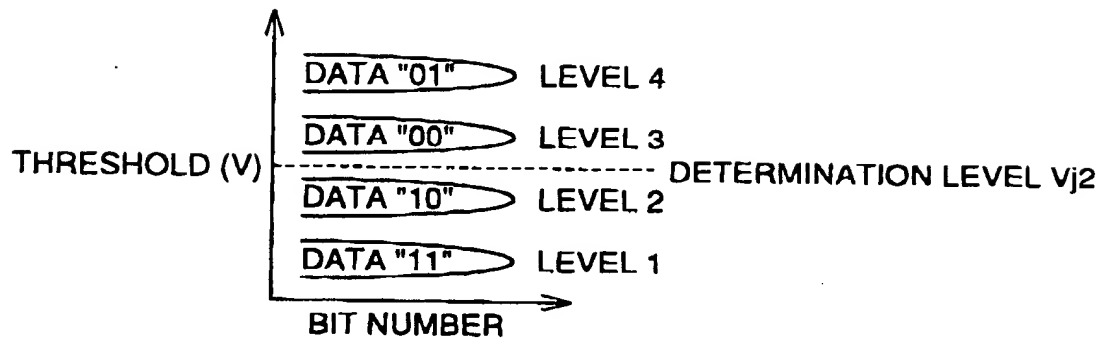 DATA "01" LEVEL 4
DATA "00" LEVEL 3
THRESHOLD (V) DETERMINATION LEVEL Vj2
DATA "10" LEVEL 2
DATA "11" LEVEL 1
BIT NUMBER